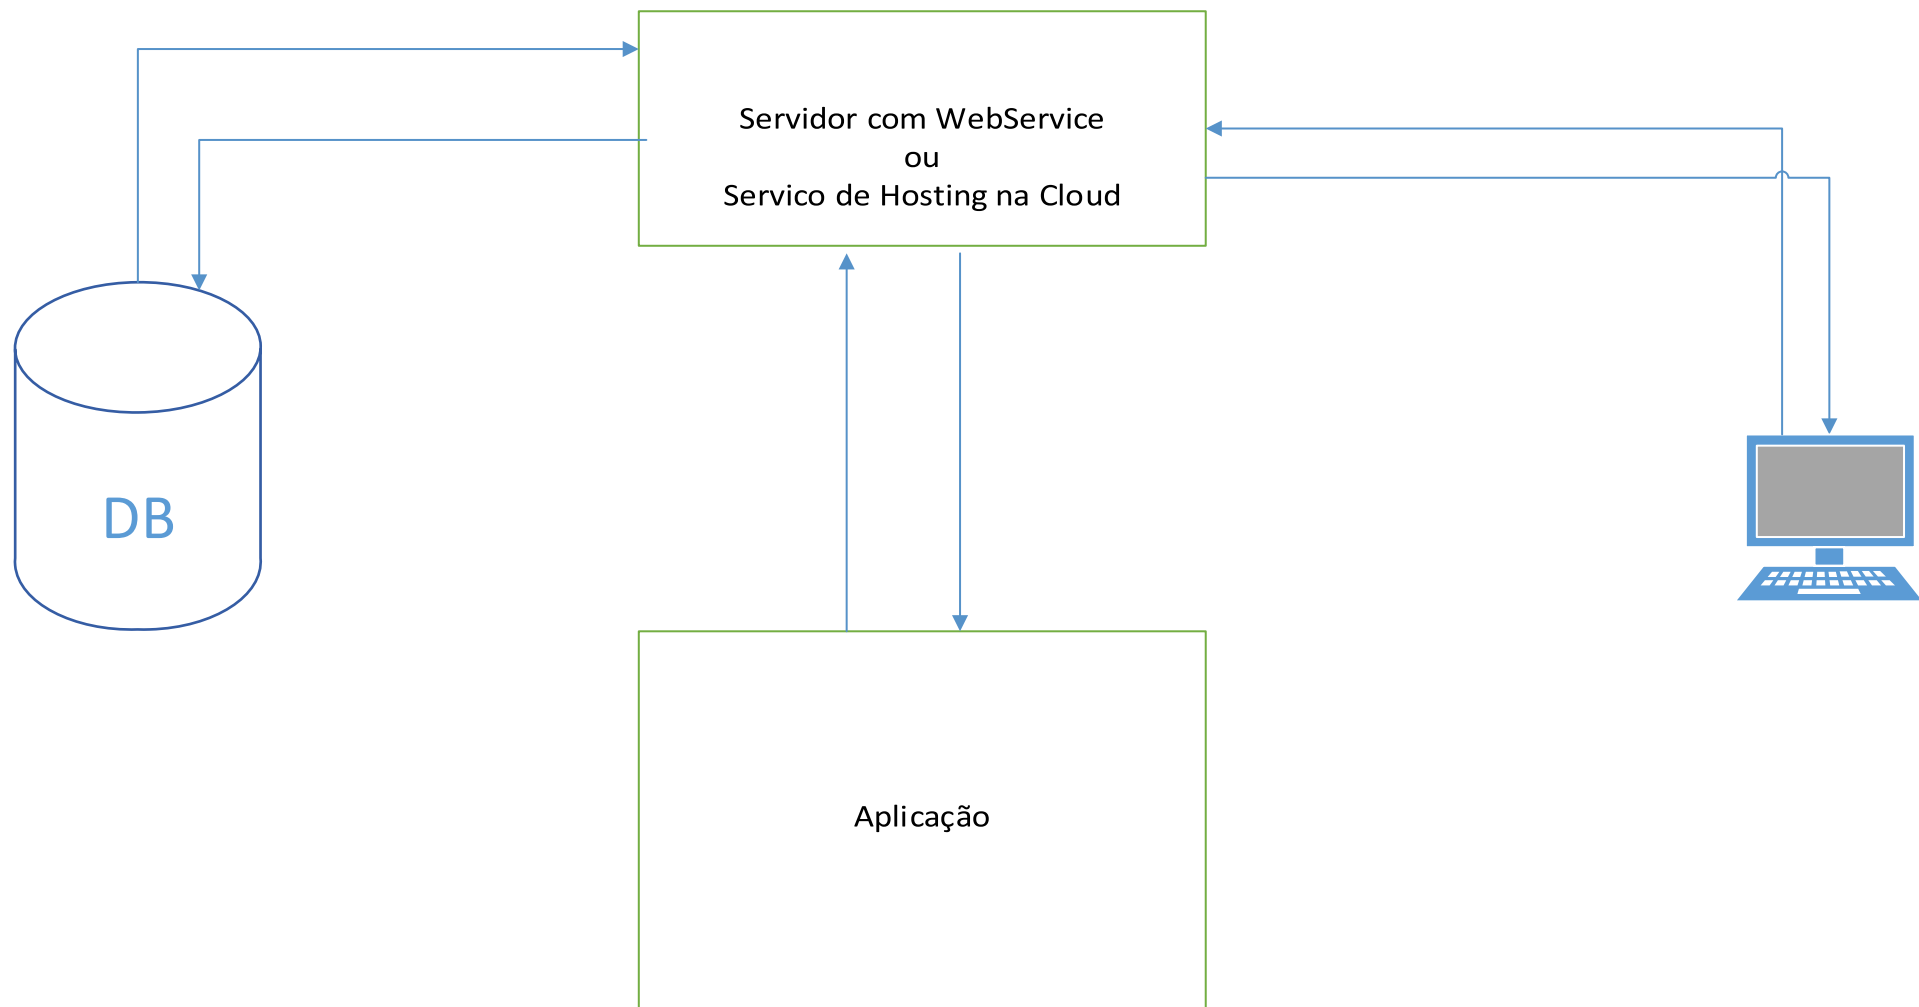 Servidor com WebService
ou
Servico de Hosting na Cloud
DB
Aplicação